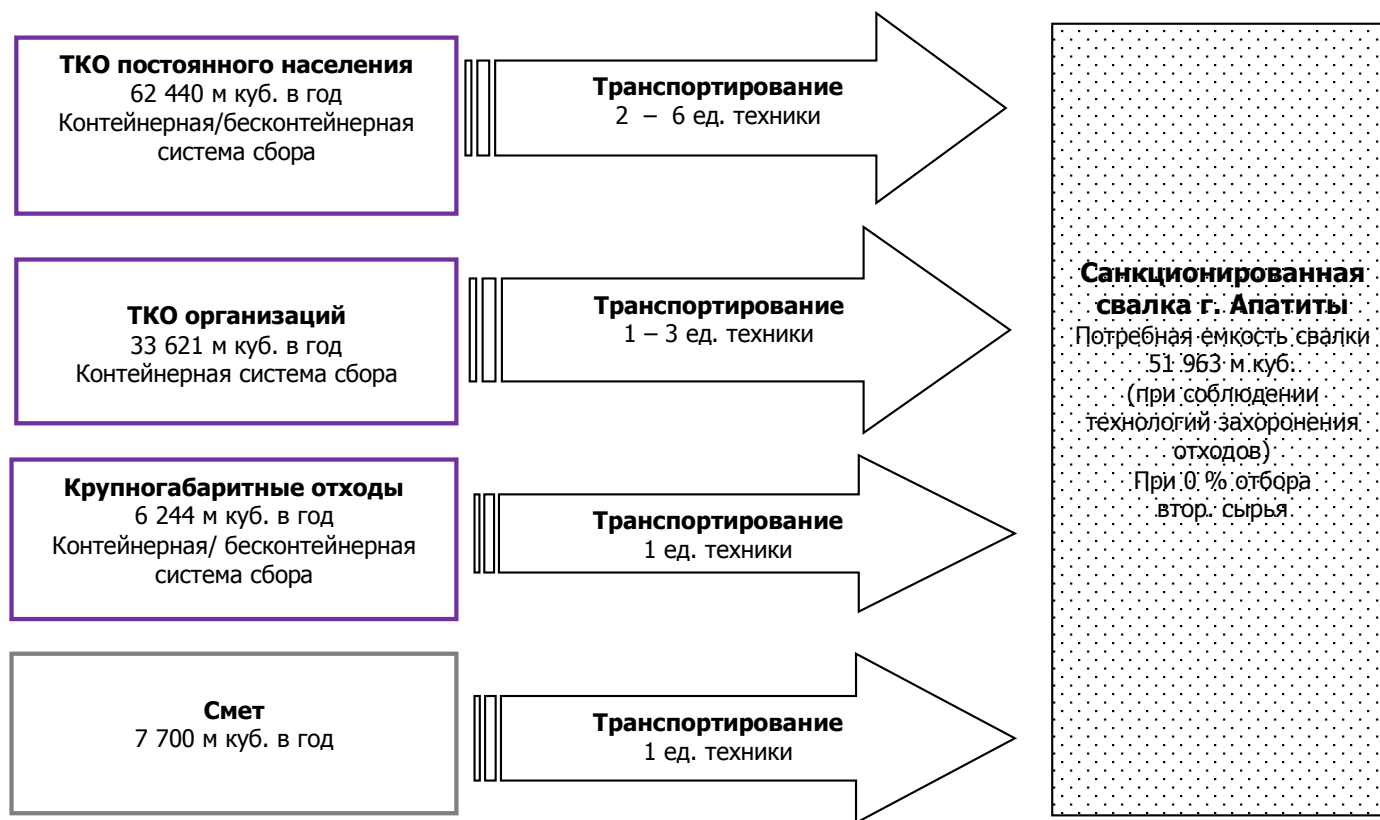 ТКО постоянного населения
62 440 м куб. в год
Контейнерная/бесконтейнерная
система сбора
Транспортирование
2 – 6 ед. техники
ТКО организаций
33 621 м куб. в год
Контейнерная система сбора
Транспортирование
1 – 3 ед. техники
Крупногабаритные отходы
6 244 м куб. в год
Контейнерная/ бесконтейнерная
система сбора
Транспортирование
1 ед. техники
Смет
7 700 м куб. в год
Транспортирование
1 ед. техники
Санкционированная
свалка г. Апатиты
Потребная емкость свалки
51 963 м куб.
(при соблюдении
технологий захоронения
отходов)
При 0 % отбора
втор. сырья